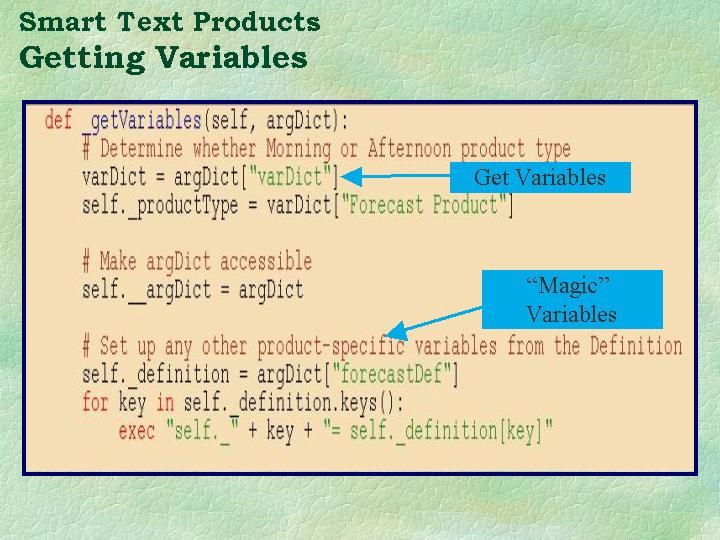 Smart Text Products
Getting Variables
def _getVariables(self, argDict):
# Determine whether Morning or Afternoon product type
varDict = argDict["varDict"]
Get Variables
self._productType = varDict["Forecast Product"]
# Make argDict accessible
self.__argDict = argDict
“Magic”
Variables
# Set up any other product-specific variables from the Definition
self._definition = argDict["forecastDef"]
for key in self._definition.keys():
exec "self._" + key + "= self._definition[key]"